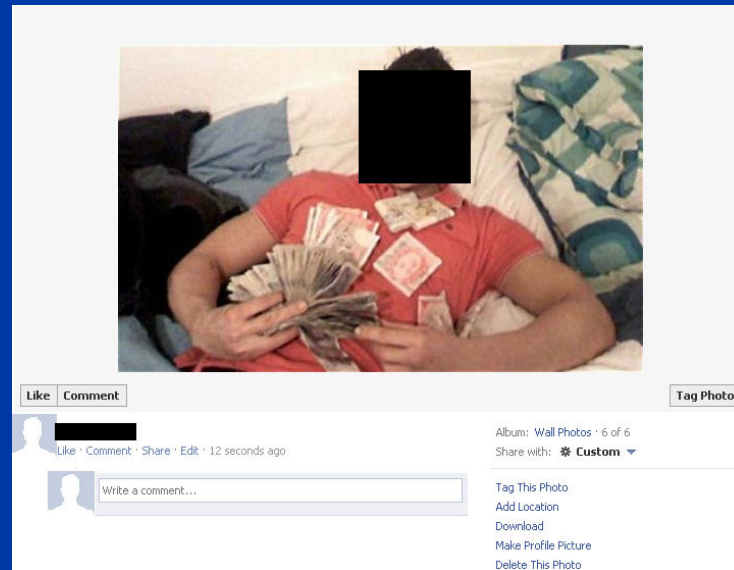 Like Comment Tag Photo
Like · Comment · Share · Edit · 12 seconds ago
Write a comment...
Album: Wall Photos · 6 of 6
Share with: Custom
Tag This Photo
Add Location
Download
Make Profile Picture
Delete This Photo